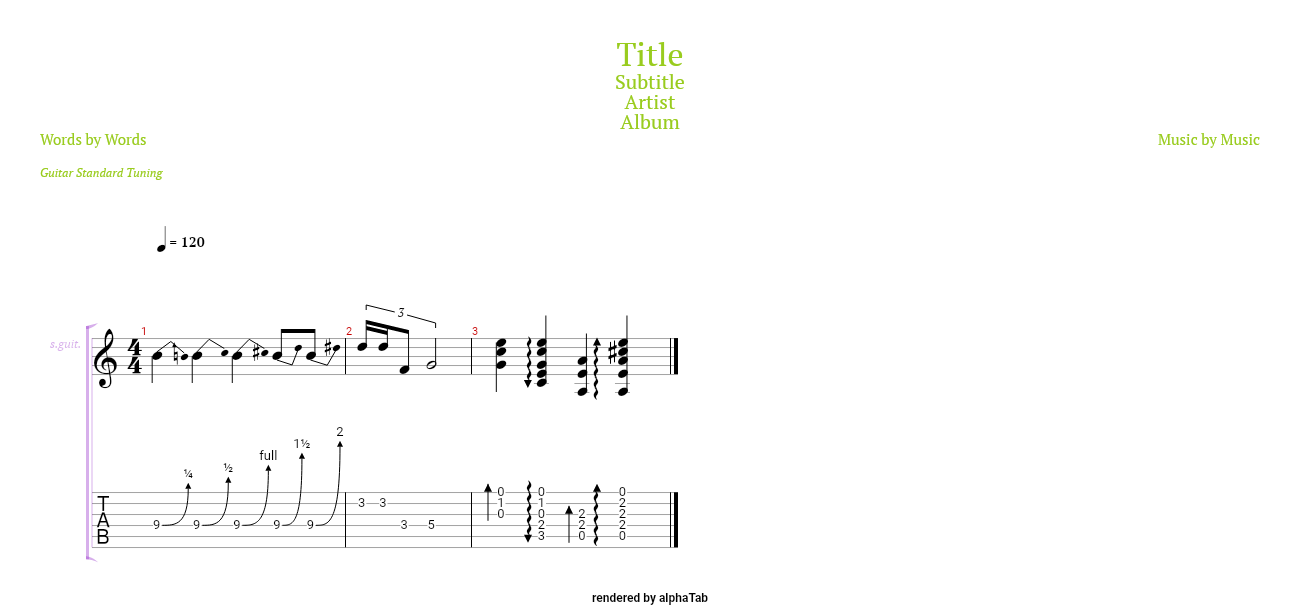 Title
Subtitle
Artist
Album
Words by Words
Music by Music
Guitar Standard Tuning
= 120
s.guit.
1 2 3
3
4
4
¼ ½ full 1½ 2
T
A
B
9 9 9 9 9
3 3 3 5
0 0 0
1 1 2
0 0 2 2
2 2 2
3 0 0
rendered by alphaTab